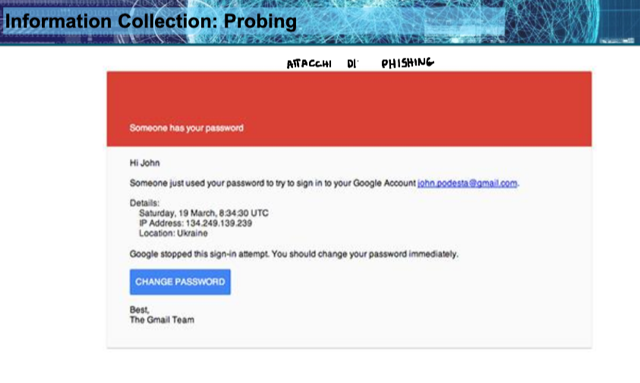 Information Collection: Probing
ATTACCHI DI PHISHING
Someone has your password
Hi John
Someone just used your password to try to sign in to your Google Account john.podesta@gmail.com.
Details:
Saturday, 19 March, 8:34:30 UTC
IP Address: 134.249.139.239
Location: Ukraine
Google stopped this sign-in attempt. You should change your password immediately.
CHANGE PASSWORD
Best,
The Gmail Team